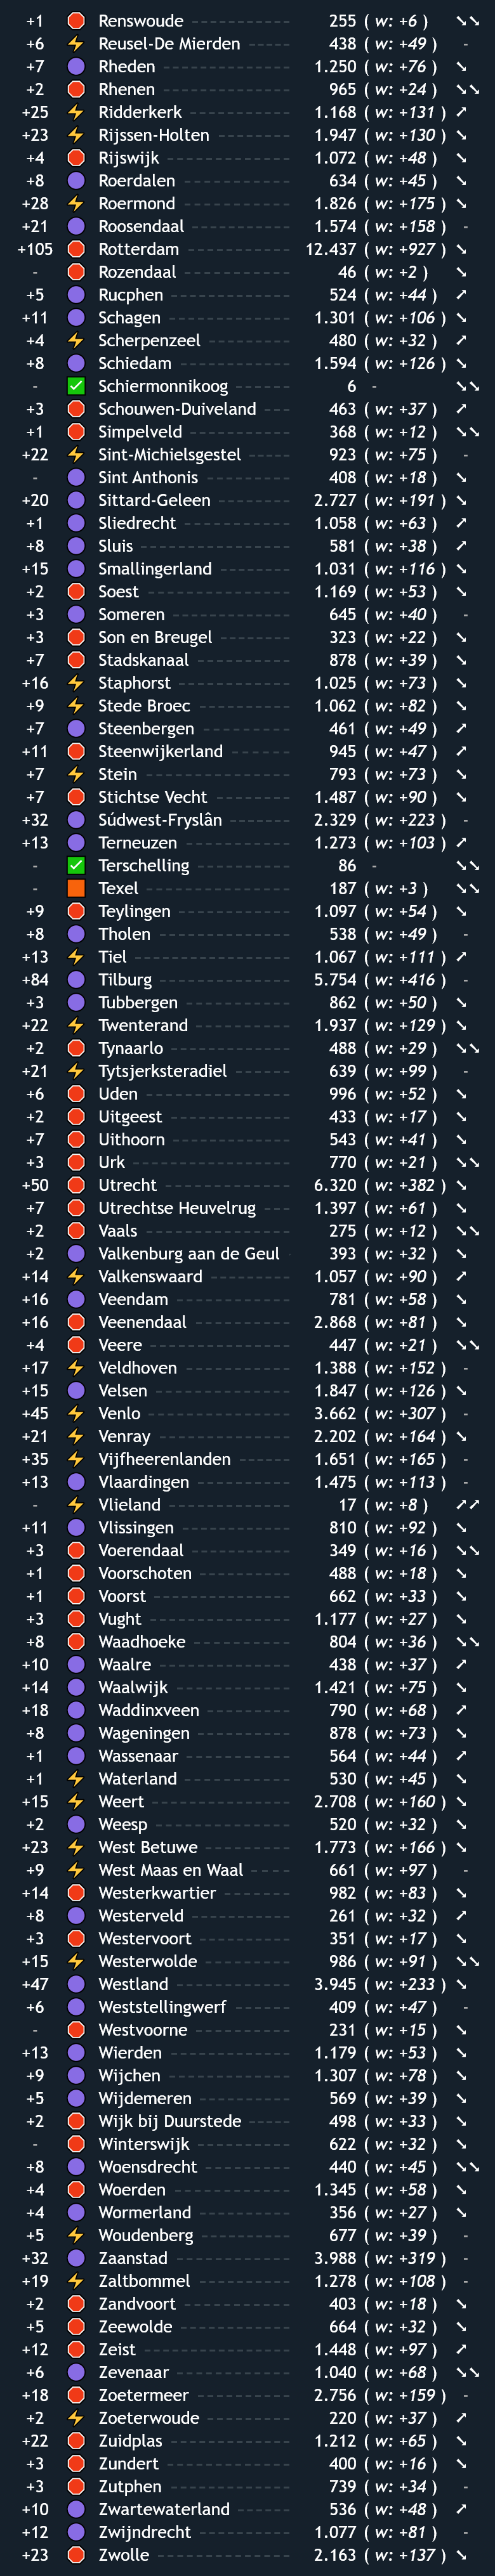 +1 Renswoude 255 ( w: +6 )
+6 Reusel-De Mierden 438 ( w: +49 ) -
+7 Rheden 1.250 ( w: +76 )
+2 Rhenen 965 ( w: +24 )
+25 Ridderkerk 1.168 ( w: +131 )
+23 Rijssen-Holten 1.947 ( w: +130 )
+4 Rijswijk 1.072 ( w: +48 )
+8 Roerdalen 634 ( w: +45 )
+28 Roermond 1.826 ( w: +175 )
+21 Roosendaal 1.574 ( w: +158 ) -
+105 Rotterdam 12.437 ( w: +927 )
- Rozendaal 46 ( w: +2 )
+5 Rucphen 524 ( w: +44 )
+11 Schagen 1.301 ( w: +106 )
+4 Scherpenzeel 480 ( w: +32 )
+8 Schiedam 1.594 ( w: +126 )
- Schiermonnikoog 6 -
+3 Schouwen-Duiveland 463 ( w: +37 )
+1 Simpelveld 368 ( w: +12 )
+22 Sint-Michielsgestel 923 ( w: +75 ) -
- Sint Anthonis 408 ( w: +18 )
+20 Sittard-Geleen 2.727 ( w: +191 )
+1 Sliedrecht 1.058 ( w: +63 )
+8 Sluis 581 ( w: +38 )
+15 Smallingerland 1.031 ( w: +116 )
+2 Soest 1.169 ( w: +53 )
+3 Someren 645 ( w: +40 ) -
+3 Son en Breugel 323 ( w: +22 )
+7 Stadskanaal 878 ( w: +39 )
+16 Staphorst 1.025 ( w: +73 )
+9 Stede Broec 1.062 ( w: +82 )
+7 Steenbergen 461 ( w: +49 )
+11 Steenwijkerland 945 ( w: +47 )
+7 Stein 793 ( w: +73 )
+7 Stichtse Vecht 1.487 ( w: +90 )
+32 Súdwest-Fryslân 2.329 ( w: +223 ) -
+13 Terneuzen 1.273 ( w: +103 )
- Terschelling 86 -
- Texel 187 ( w: +3 )
+9 Teylingen 1.097 ( w: +54 )
+8 Tholen 538 ( w: +49 ) -
+13 Tiel 1.067 ( w: +111 )
+84 Tilburg 5.754 ( w: +416 ) -
+3 Tubbergen 862 ( w: +50 )
+22 Twenterand 1.937 ( w: +129 )
+2 Tynaarlo 488 ( w: +29 )
+21 Tytsjerksteradiel 639 ( w: +99 ) -
+6 Uden 996 ( w: +52 )
+2 Uitgeest 433 ( w: +17 )
+7 Uithoorn 543 ( w: +41 )
+3 Urk 770 ( w: +21 )
+50 Utrecht 6.320 ( w: +382 )
+7 Utrechtse Heuvelrug 1.397 ( w: +61 )
+2 Vaals 275 ( w: +12 )
+2 Valkenburg aan de Geul 393 ( w: +32 )
+14 Valkenswaard 1.057 ( w: +90 )
+16 Veendam 781 ( w: +58 )
+16 Veenendaal 2.868 ( w: +81 )
+4 Veere 447 ( w: +21 )
+17 Veldhoven 1.388 ( w: +152 ) -
+15 Velsen 1.847 ( w: +126 )
+45 Venlo 3.662 ( w: +307 ) -
+21 Venray 2.202 ( w: +164 )
+35 Vijfheerenlanden 1.651 ( w: +165 ) -
+13 Vlaardingen 1.475 ( w: +113 ) -
- Vlieland 17 ( w: +8 )
+11 Vlissingen 810 ( w: +92 )
+3 Voerendaal 349 ( w: +16 )
+1 Voorschoten 488 ( w: +18 )
+1 Voorst 662 ( w: +33 )
+3 Vught 1.177 ( w: +27 )
+8 Waadhoeke 804 ( w: +36 )
+10 Waalre 438 ( w: +37 )
+14 Waalwijk 1.421 ( w: +75 )
+18 Waddinxveen 790 ( w: +68 )
+8 Wageningen 878 ( w: +73 )
+1 Wassenaar 564 ( w: +44 )
+1 Waterland 530 ( w: +45 )
+15 Weert 2.708 ( w: +160 )
+2 Weesp 520 ( w: +32 )
+23 West Betuwe 1.773 ( w: +166 )
+9 West Maas en Waal 661 ( w: +97 ) -
+14 Westerkwartier 982 ( w: +83 )
+8 Westerveld 261 ( w: +32 )
+3 Westervoort 351 ( w: +17 )
+15 Westerwolde 986 ( w: +91 )
+47 Westland 3.945 ( w: +233 )
+6 Weststellingwerf 409 ( w: +47 ) -
- Westvoorne 231 ( w: +15 )
+13 Wierden 1.179 ( w: +53 )
+9 Wijchen 1.307 ( w: +78 )
+5 Wijdemeren 569 ( w: +39 )
+2 Wijk bij Duurstede 498 ( w: +33 )
- Winterswijk 622 ( w: +32 )
+8 Woensdrecht 440 ( w: +45 )
+4 Woerden 1.345 ( w: +58 )
+4 Wormerland 356 ( w: +27 )
+5 Woudenberg 677 ( w: +39 ) -
+32 Zaanstad 3.988 ( w: +319 ) -
+19 Zaltbommel 1.278 ( w: +108 ) -
+2 Zandvoort 403 ( w: +18 )
+5 Zeewolde 664 ( w: +32 )
+12 Zeist 1.448 ( w: +97 )
+6 Zevenaar 1.040 ( w: +68 )
+18 Zoetermeer 2.756 ( w: +159 ) -
+2 Zoeterwoude 220 ( w: +37 )
+22 Zuidplas 1.212 ( w: +65 )
+3 Zundert 400 ( w: +16 )
+3 Zutphen 739 ( w: +34 ) -
+10 Zwartewaterland 536 ( w: +48 )
+12 Zwijndrecht 1.077 ( w: +81 ) -
+23 Zwolle 2.163 ( w: +137 )